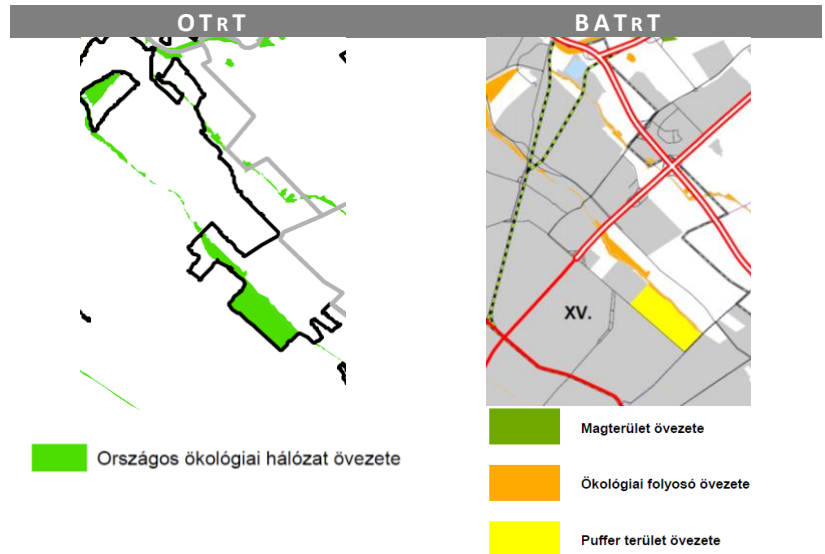 OTRT
BATRT
XV.
Országos ökológiai hálózat övezete
Magterület övezete
Ökológiai folyosó övezete
Puffer terület övezete